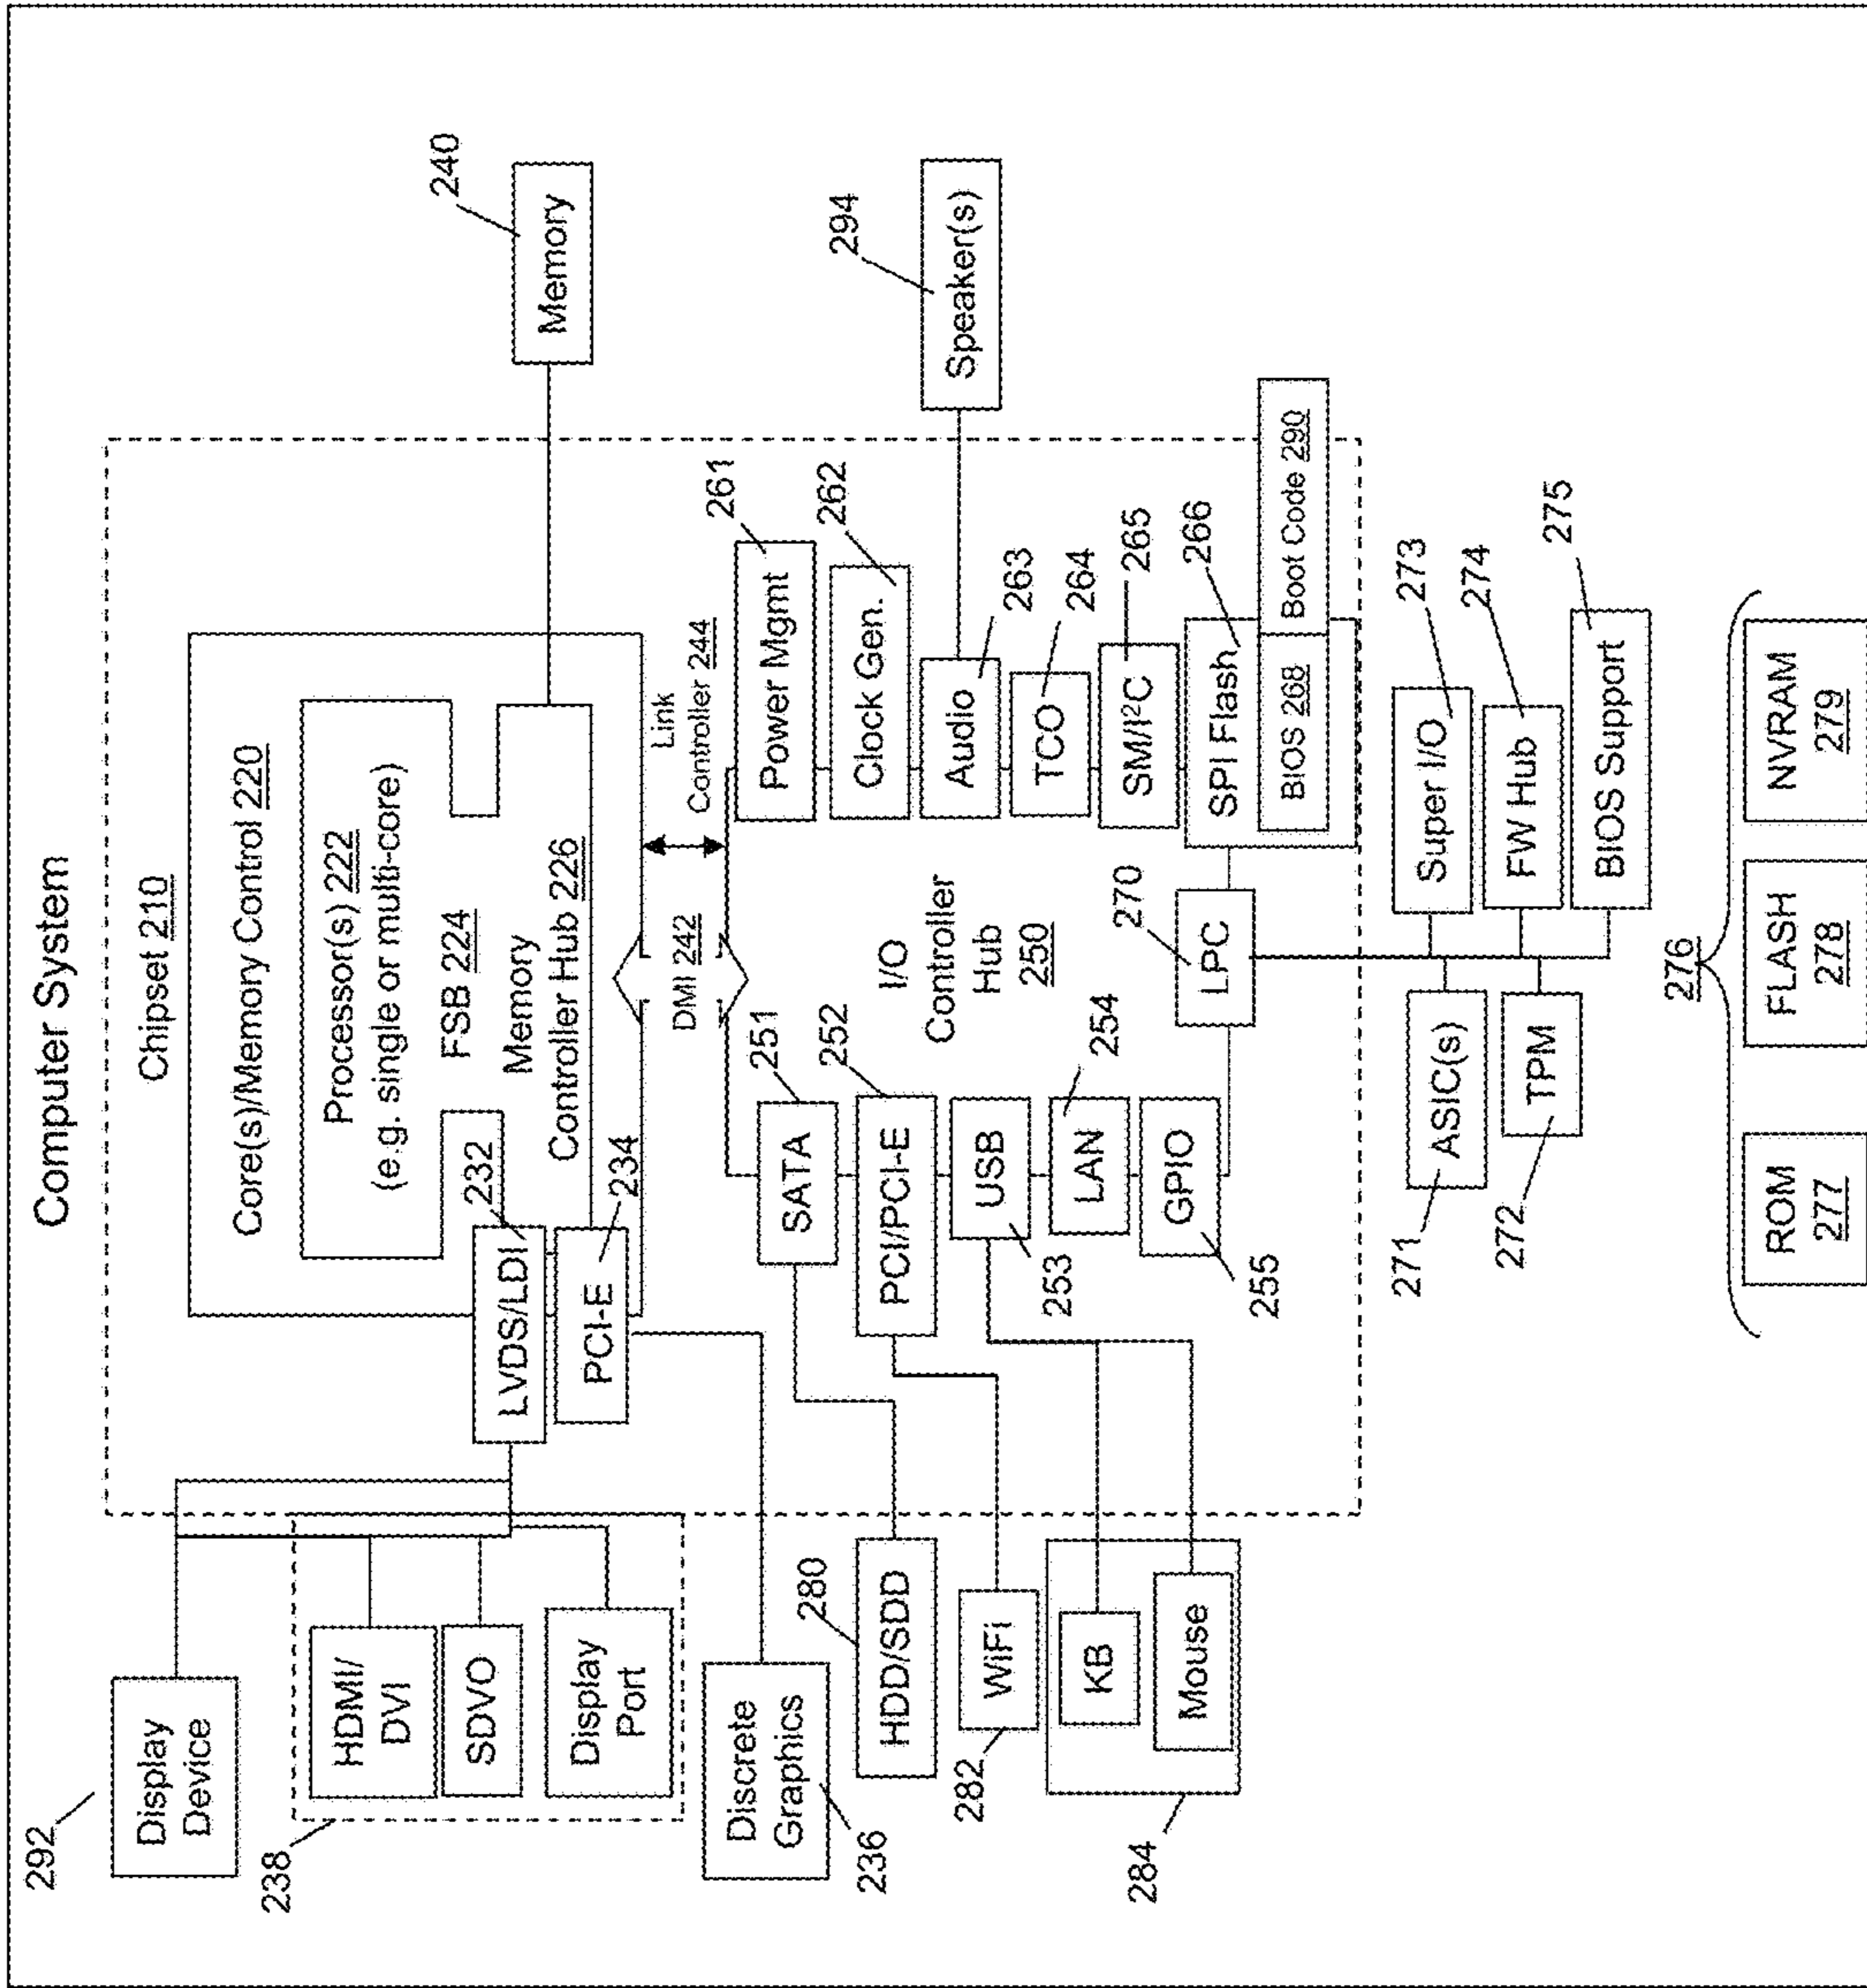 Computer System
Chipset 210
Core(s)/Memory Control 220
Processor(s) 222
(e.g. single or multi-core)
FSB 224
Memory
Controller Hub 226
232
LVDS/LDI
234
PCI-E
240
Memory
292
Display
Device
238
HDMI/
DVI
SDVO
Display
Port
Discrete
Graphics
236
DMI 242
Link
Controller 244
I/O
Controller
Hub 250
251
SATA
252
PCI/PCI-E
USB
253
254
LAN
GPIO
255
261
Power Mgmt
262
Clock Gen.
Audio
263
TCO
264
SM/I²C
265
SPI Flash
266
BIOS 268
Boot Code 290
294
Speaker(s)
280
HDD/SDD
WiFi
282
KB
Mouse
284
270
LPC
271
ASIC(s)
TPM
272
Super I/O
273
FW Hub
274
BIOS Support
275
276
ROM
277
FLASH
278
NVRAM
279